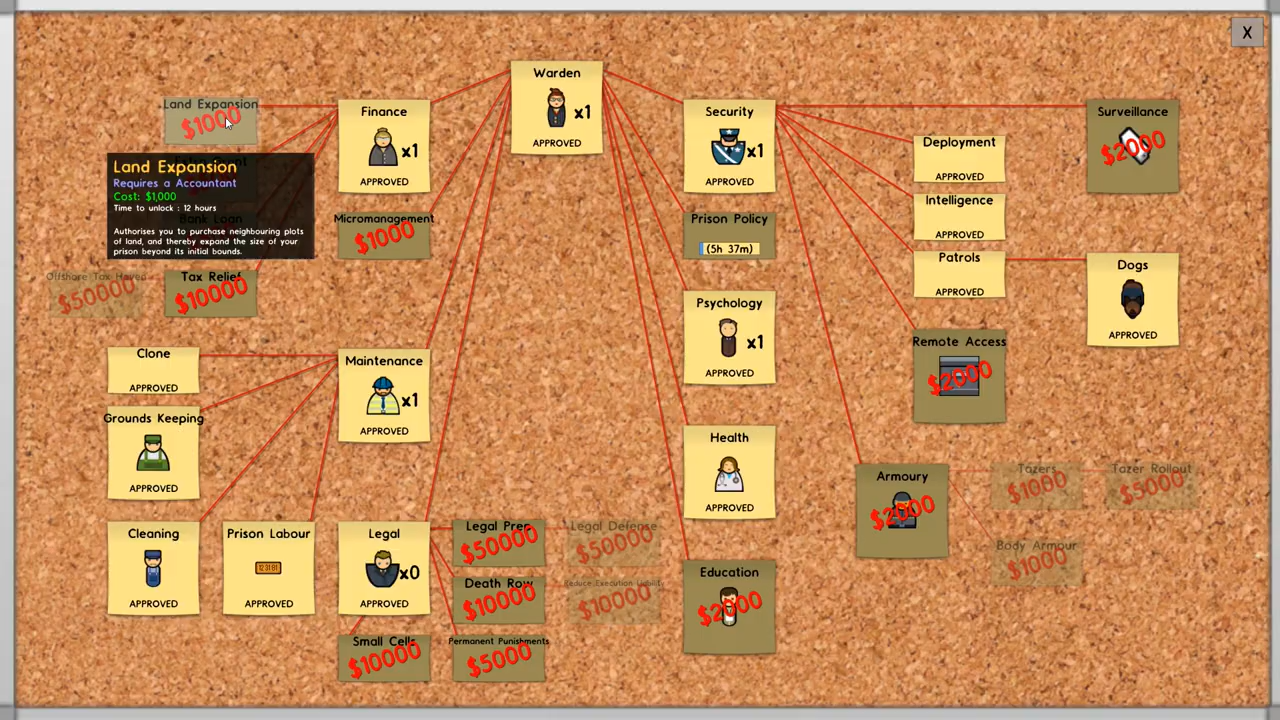 X
Warden
x1
APPROVED
Land Expansion
$1000
Finance
x1
APPROVED
Security
x1
APPROVED
Surveillance
$2000
Deployment
APPROVED
Land Expansion
Requires a Accountant
Cost: $1,000
Time to unlock : 12 hours
Authorises you to purchase neighbouring plots
of land, and thereby expand the size of your
prison beyond its initial bounds.
Bank Loan
Intelligence
APPROVED
Micromanagement
$1000
Prison Policy
(5h 37m)
Patrols
APPROVED
Dogs
APPROVED
Offshore Tax Haven
$50000
Tax Relief
$10000
Psychology
x1
APPROVED
Remote Access
$2000
Clone
APPROVED
Maintenance
x1
APPROVED
Grounds Keeping
APPROVED
Health
APPROVED
Armoury
$2000
Tazers
$1000
Tazer Rollout
$5000
Body Armour
$1000
Cleaning
APPROVED
Prison Labour
APPROVED
Legal
x0
APPROVED
Legal Prep
$50000
Legal Defense
$50000
Death Row
$10000
Reduce Execution Liability
$10000
Education
$2000
Small Cells
$10000
Permanent Punishments
$5000